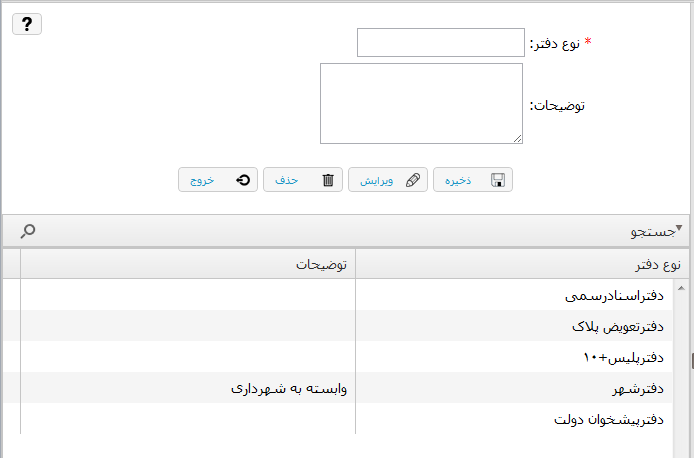 ?
* نوع دفتر:
توضیحات:
ذخیره ویرایش حذف خروج
جستجو
نوع دفتر توضیحات
دفتراسنادرسمی
دفترتعویض پلاک
دفترپلیس+۱۰
دفترشهر وابسته به شهرداری
دفترپیشخوان دولت